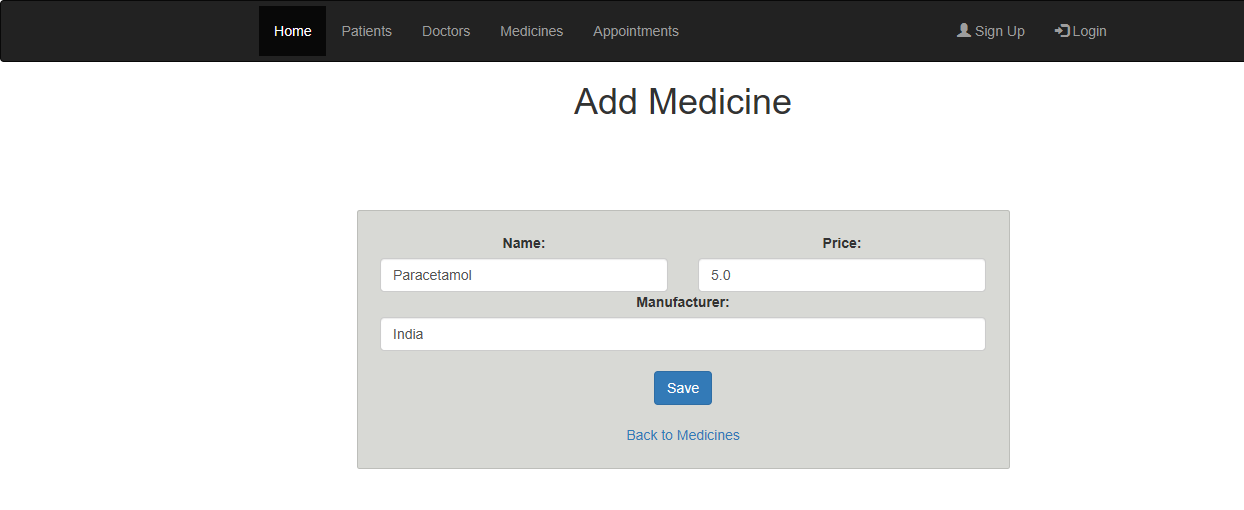 Home Patients Doctors Medicines Appointments Sign Up Login
Add Medicine
Name: Price:
Paracetamol 5.0
Manufacturer:
India
Save
Back to Medicines